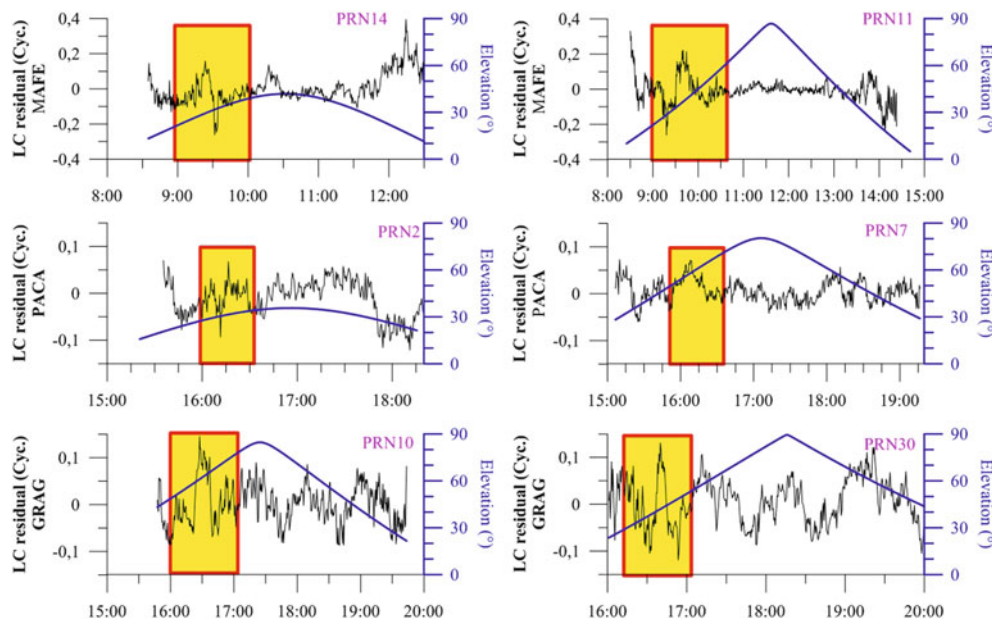 PRN14
LC residual (Cyc.)
MAFE
0,4
0,2
0
-0,2
-0,4
90
60
30
0
Elevation (°)
8:00 9:00 10:00 11:00 12:00
PRN11
LC residual (Cyc.)
MAFE
0,4
0,2
0
-0,2
-0,4
90
60
30
0
Elevation (°)
8:00 9:00 10:00 11:00 12:00 13:00 14:00 15:00
PRN2
LC residual (Cyc.)
PACA
0,1
0
-0,1
90
60
30
0
Elevation (°)
15:00 16:00 17:00 18:00
PRN7
LC residual (Cyc.)
PACA
0,1
0
-0,1
90
60
30
0
Elevation (°)
15:00 16:00 17:00 18:00 19:00
PRN10
LC residual (Cyc.)
GRAG
0,1
0
-0,1
90
60
30
0
Elevation (°)
15:00 16:00 17:00 18:00 19:00 20:00
PRN30
LC residual (Cyc.)
GRAG
0,1
0
-0,1
90
60
30
0
Elevation (°)
16:00 17:00 18:00 19:00 20:00